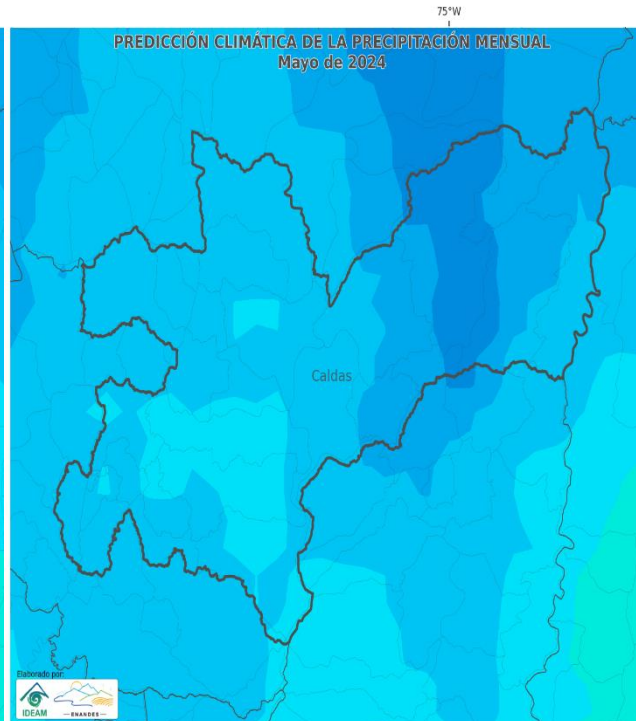 75°W
PREDICCIÓN CLIMÁTICA DE LA PRECIPITACIÓN MENSUAL
Mayo de 2024
Caldas
Elaborado por:
IDEAM
— ENANDES —